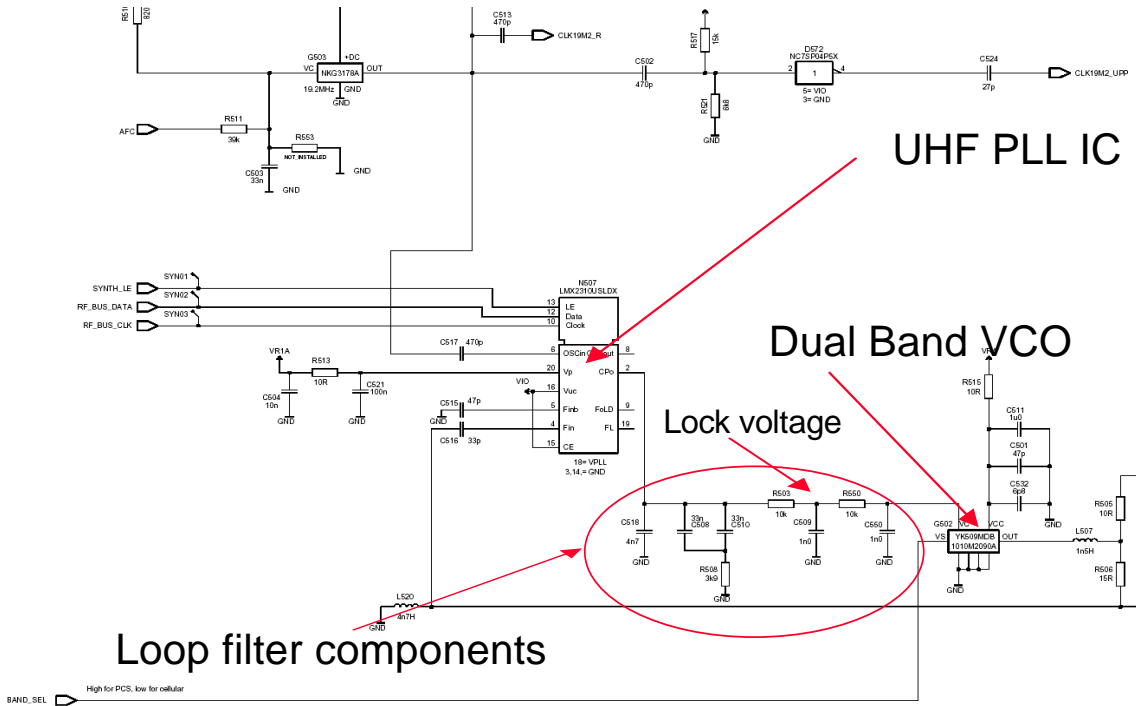 R510
820
C513
470p
CLK19M2_R
G503
+DC
VC
NKG3178A
OUT
19.2MHz
GND
GND
R517
15k
D572
NC7SP04P5X
2
1
4
5= VIO
3= GND
C502
470p
R521
6k8
GND
C524
27p
CLK19M2_UPP
AFC
R511
39k
R553
NOT_INSTALLED
C503
33n
GND
GND
UHF PLL IC
SYNTH_LE
SYN01
RF_BUS_DATA
SYN02
RF_BUS_CLK
SYN03
N507
LMX2310USLDX
13
LE
12
Data
10
Clock
C517
470p
6
OSCin
out
8
VR1A
R513
10R
20
Vp
CPo
2
C504
10n
GND
C521
100n
GND
VIO
16
Vuc
GND
C515
47p
5
Finb
FoLD
9
C516
33p
4
Fin
FL
19
15
CE
18= VPLL
3,14,= GND
Dual Band VCO
VR
R515
10R
C511
1u0
C501
47p
C532
6p8
GND
Lock voltage
C518
4n7
GND
33n
C508
33n
C510
R508
3k9
GND
R503
10k
C509
1n0
GND
R550
10k
C550
1n0
GND
G502
VC
VCC
VS
YK509MDB
1010M2090A
OUT
GND
L507
1n5H
R505
10R
R506
15R
L520
4n7H
GND
Loop filter components
BAND_SEL
High for PCS, low for cellular